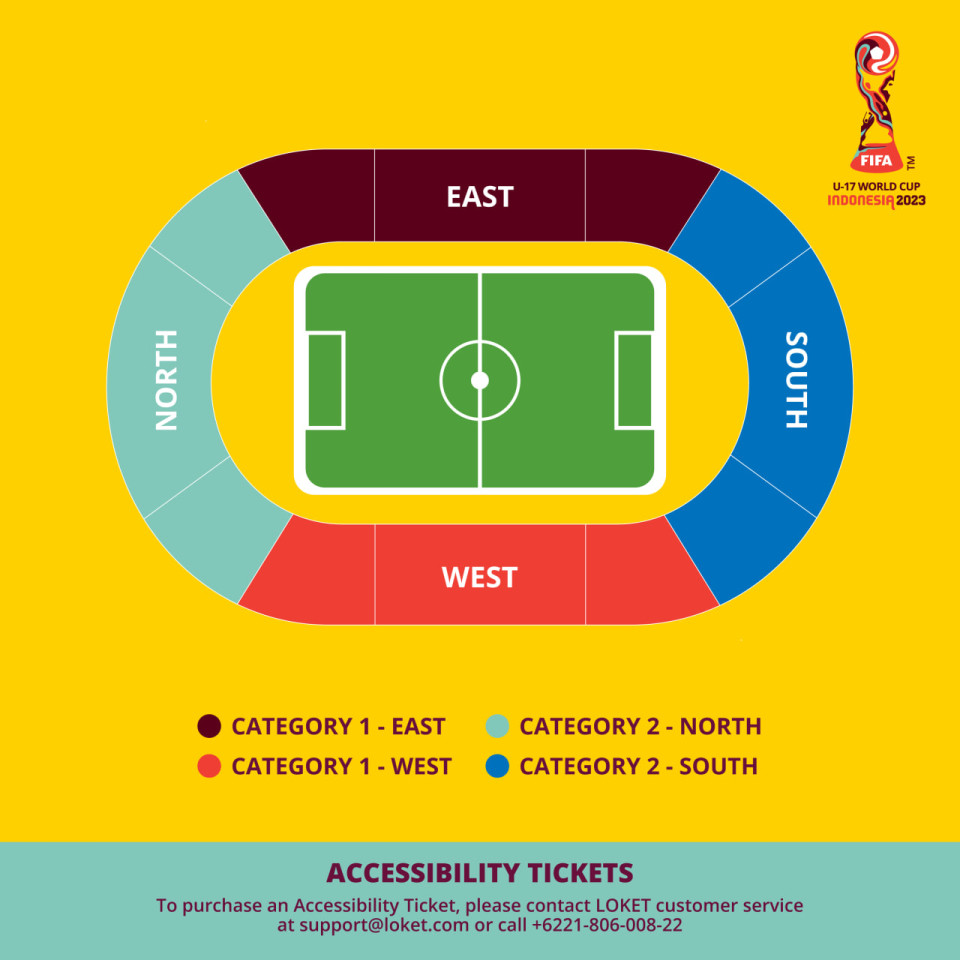 FIFA
TM
U-17 WORLD CUP
INDONESIA 2023
EAST
NORTH
SOUTH
WEST
CATEGORY 1 - EAST
CATEGORY 2 - NORTH
CATEGORY 1 - WEST
CATEGORY 2 - SOUTH
ACCESSIBILITY TICKETS
To purchase an Accessibility Ticket, please contact LOKET customer service
at support@loket.com or call +6221-806-008-22